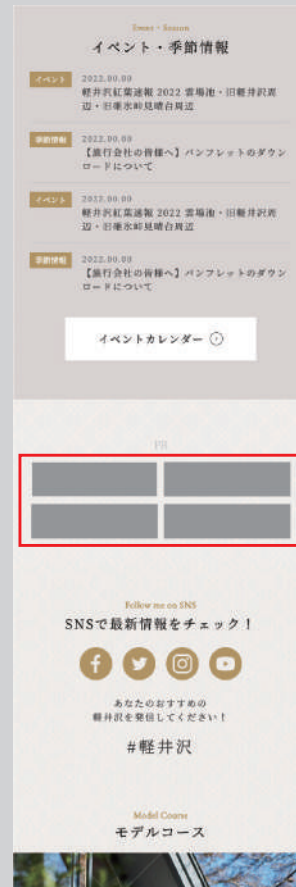 Event・Season
イベント・季節情報
イベント 2022.00.00
軽井沢紅葉速報 2022 雲場池・旧軽井沢周
辺・旧碓氷峠見晴台周辺
季節情報 2022.00.00
【旅行会社の皆様へ】パンフレットのダウン
ロードについて
イベント 2022.00.00
軽井沢紅葉速報 2022 雲場池・旧軽井沢周
辺・旧碓氷峠見晴台周辺
季節情報 2022.00.00
【旅行会社の皆様へ】パンフレットのダウン
ロードについて
イベントカレンダー
PR
Follow me on SNS
SNSで最新情報をチェック！
あなたのおすすめの
軽井沢を発信してください！
#軽井沢
Model Course
モデルコース